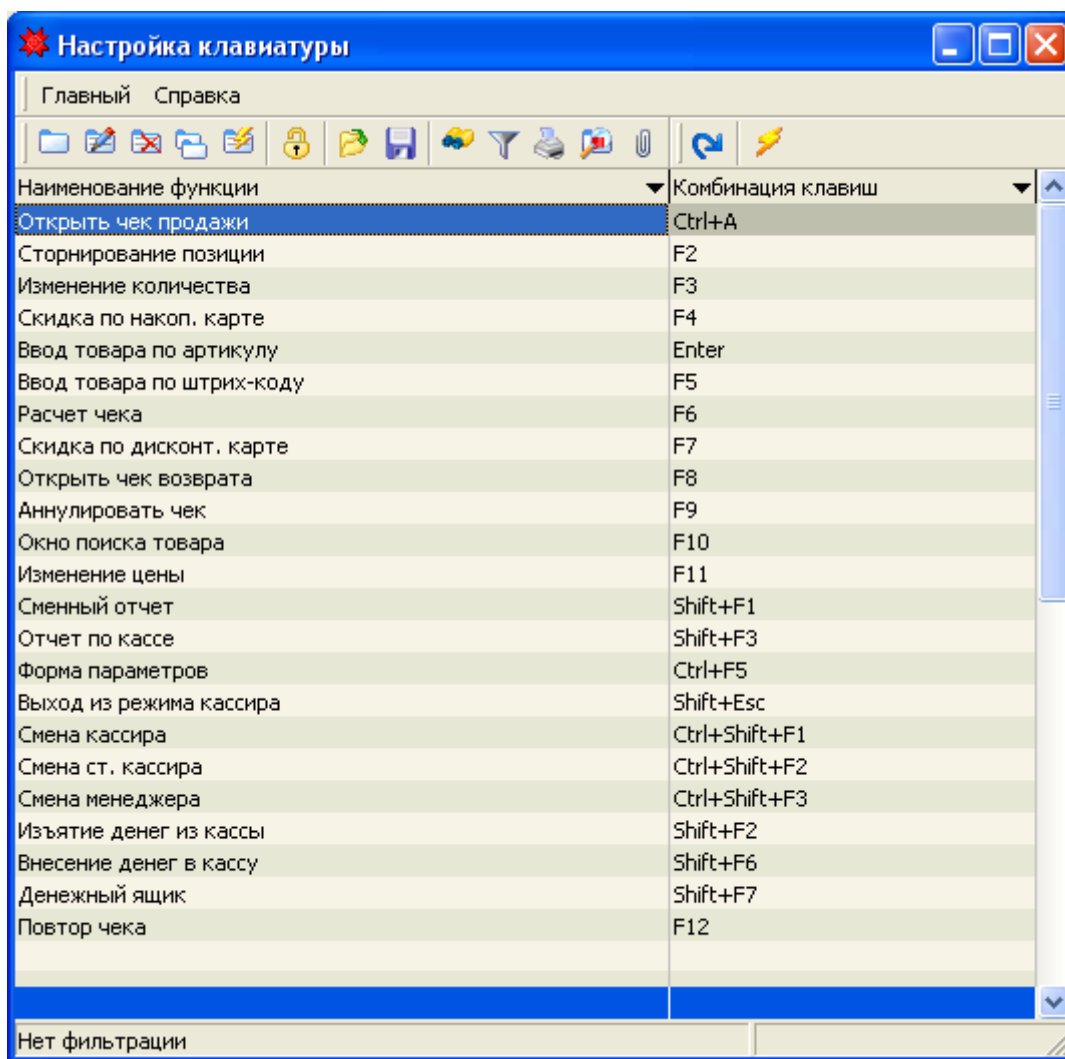 Настройка клавиатуры
Главный Справка
Наименование функции Комбинация клавиш
Открыть чек продажи Ctrl+A
Сторнирование позиции F2
Изменение количества F3
Скидка по накоп. карте F4
Ввод товара по артикулу Enter
Ввод товара по штрих-коду F5
Расчет чека F6
Скидка по дисконт. карте F7
Открыть чек возврата F8
Аннулировать чек F9
Окно поиска товара F10
Изменение цены F11
Сменный отчет Shift+F1
Отчет по кассе Shift+F3
Форма параметров Ctrl+F5
Выход из режима кассира Shift+Esc
Смена кассира Ctrl+Shift+F1
Смена ст. кассира Ctrl+Shift+F2
Смена менеджера Ctrl+Shift+F3
Изъятие денег из кассы Shift+F2
Внесение денег в кассу Shift+F6
Денежный ящик Shift+F7
Повтор чека F12
Нет фильтрации